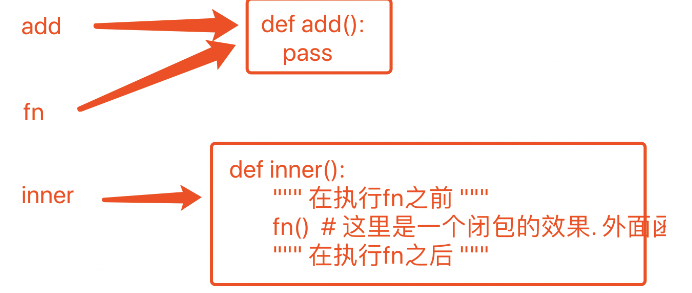 add
def add():
pass
fn
inner
def inner():
""" 在执行fn之前 """
fn() # 这里是一个闭包的效果. 外面函
""" 在执行fn之后 """